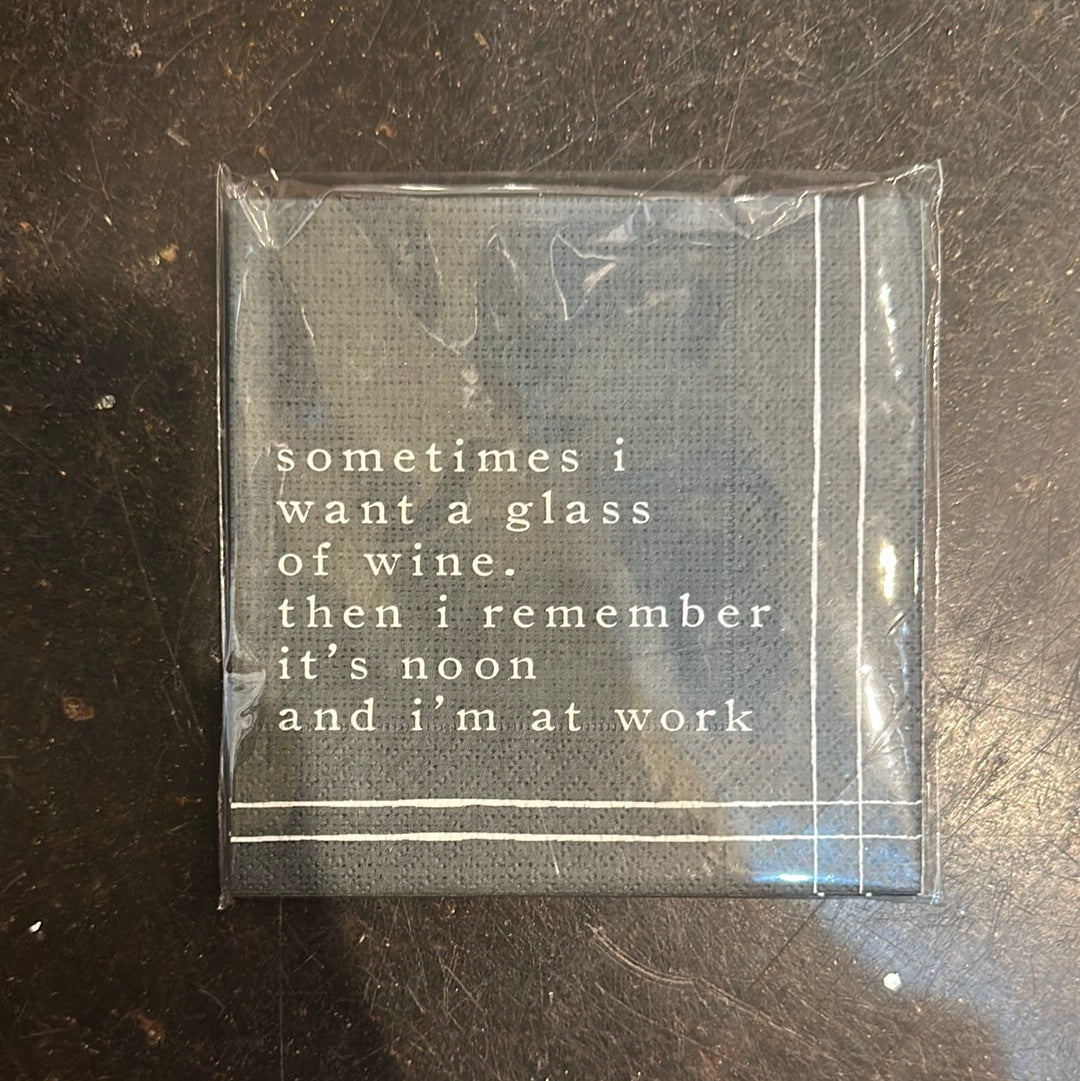 sometimes i
want a glass
of wine.
then i remember
it’s noon
and i’m at work